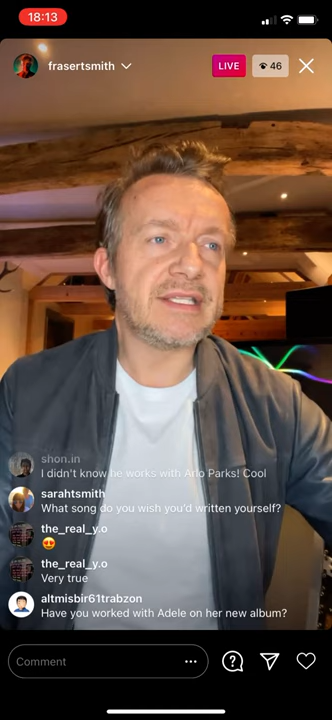 18:13
frasertsmith
LIVE
46
shon.in
I didn't know he works with Arlo Parks! Cool
sarahtsmith
What song do you wish you'd written yourself?
the_real_y.o
the_real_y.o
Very true
altmisbir61trabzon
Have you worked with Adele on her new album?
Comment